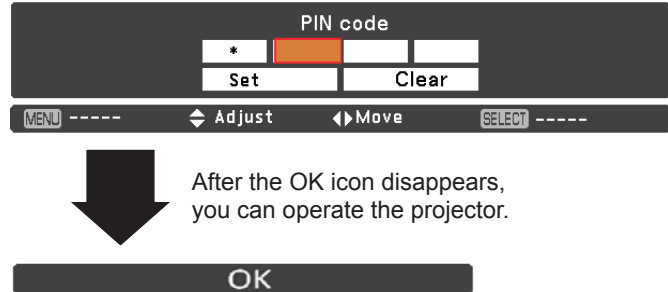 PIN code
*
Set Clear
MENU ----- Adjust Move SELECT -----
After the OK icon disappears,
you can operate the projector.
OK